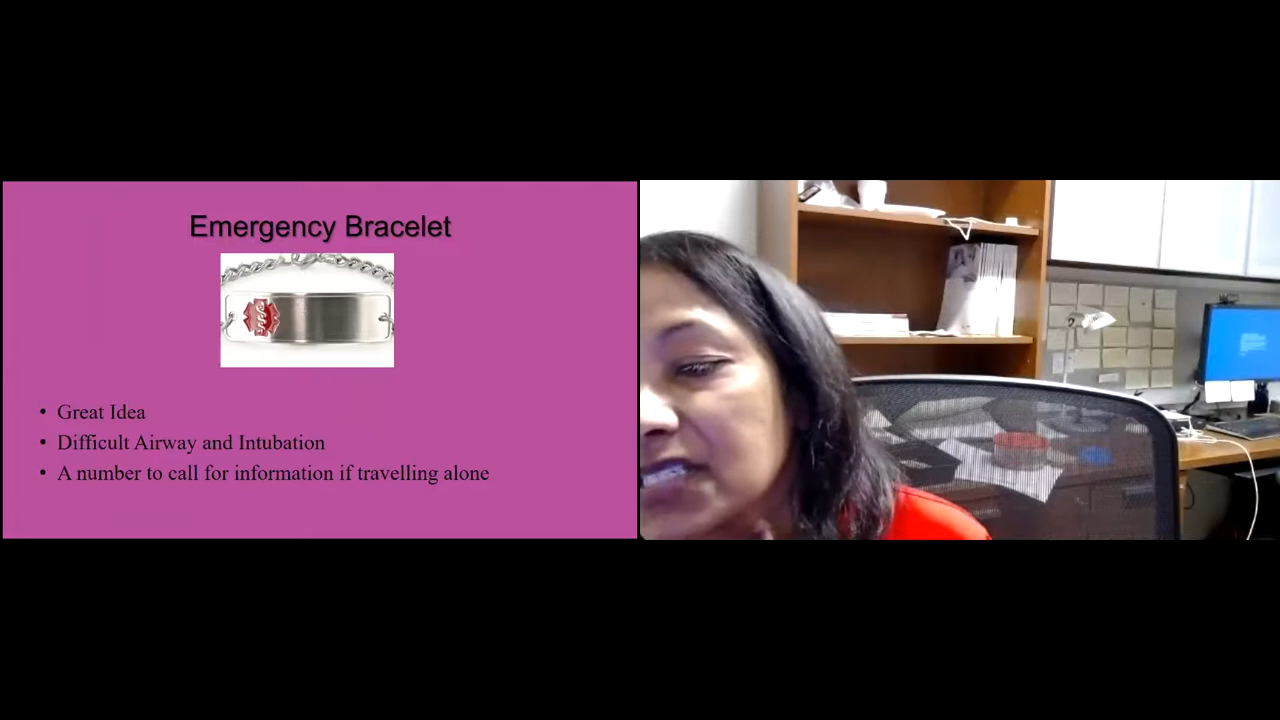 Emergency Bracelet
• Great Idea
• Difficult Airway and Intubation
• A number to call for information if travelling alone